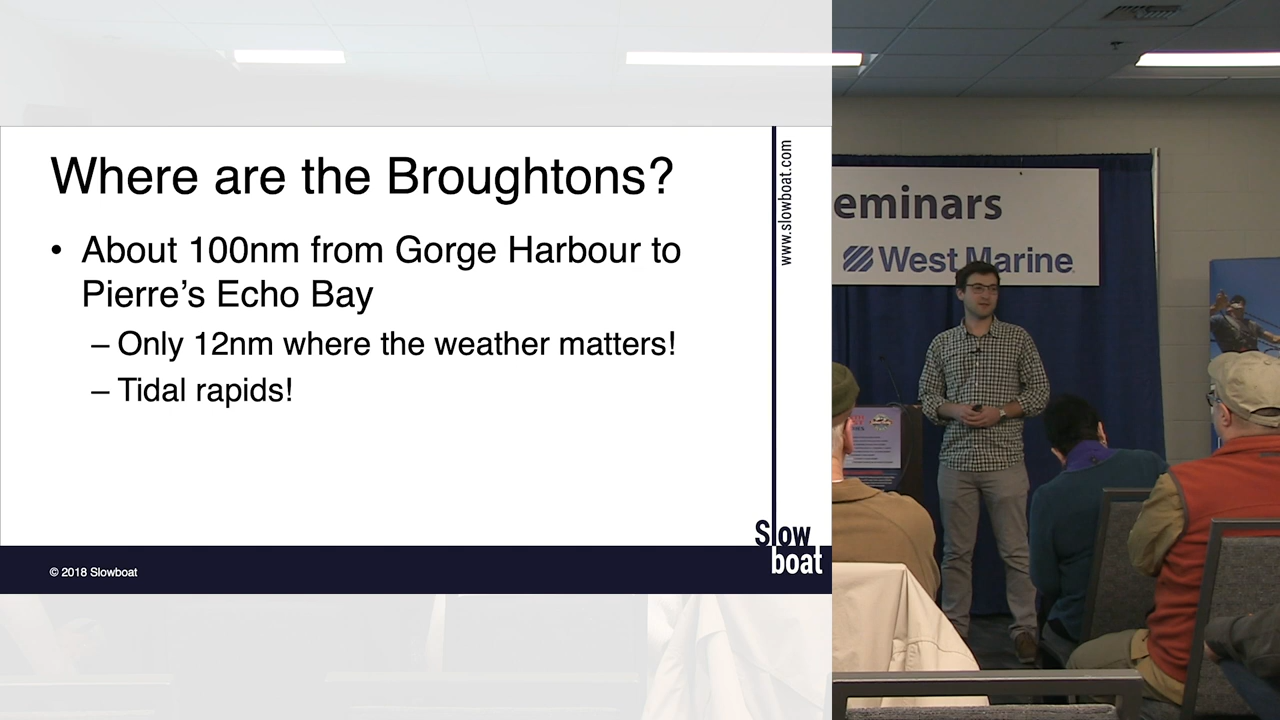 Where are the Broughtons?
• About 100nm from Gorge Harbour to
Pierre's Echo Bay
– Only 12nm where the weather matters!
– Tidal rapids!
www.slowboat.com
Slow
boat
© 2018 Slowboat
eminars
West Marine